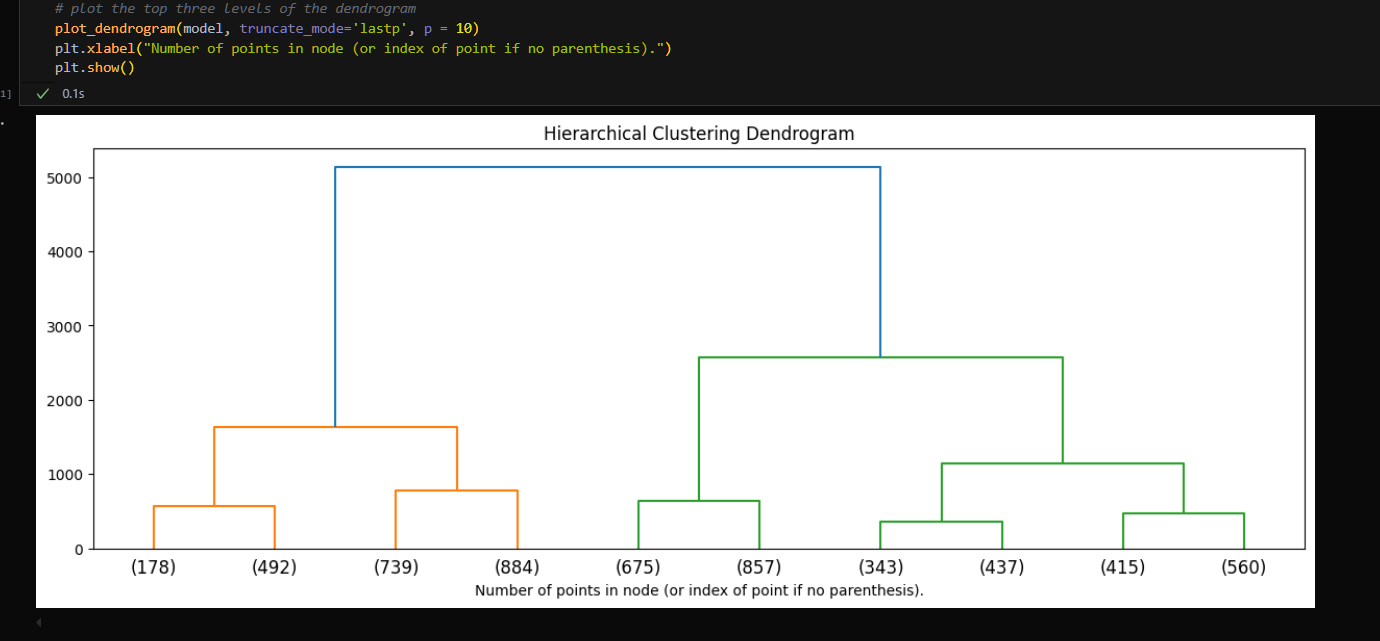 # plot the top three levels of the dendrogram
plot_dendrogram(model, truncate_mode='lastp', p = 10)
plt.xlabel("Number of points in node (or index of point if no parenthesis).")
plt.show()
1] 0.1s
Hierarchical Clustering Dendrogram
5000
4000
3000
2000
1000
0
(178) (492) (739) (884) (675) (857) (343) (437) (415) (560)
Number of points in node (or index of point if no parenthesis).